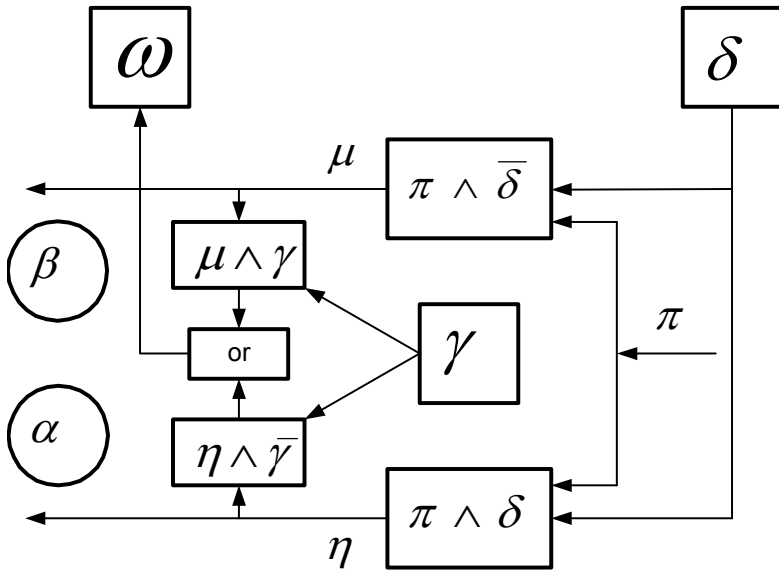 ω
δ
μ
π ∧ δ̅
β
μ ∧ γ
π
or
γ
α
η ∧ γ̅
π ∧ δ
η